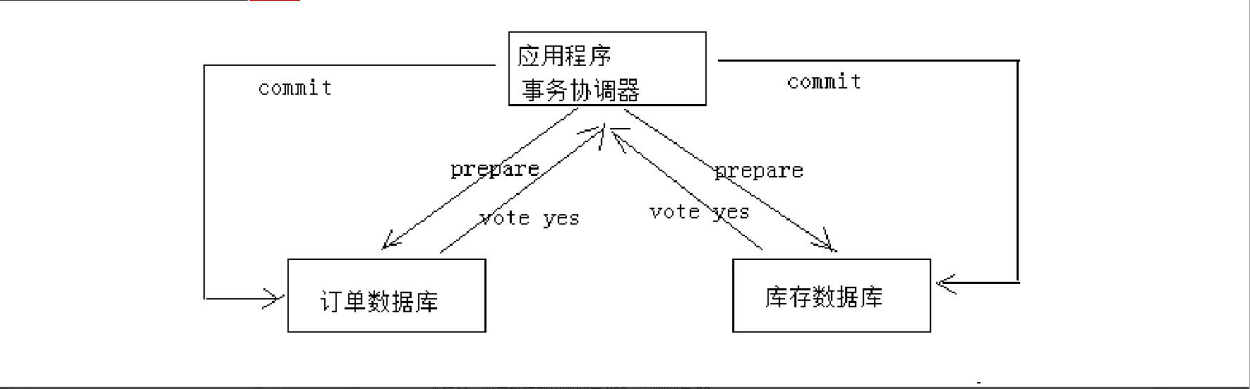 应用程序
事务协调器
commit
commit
prepare
prepare
vote yes
vote yes
订单数据库
库存数据库